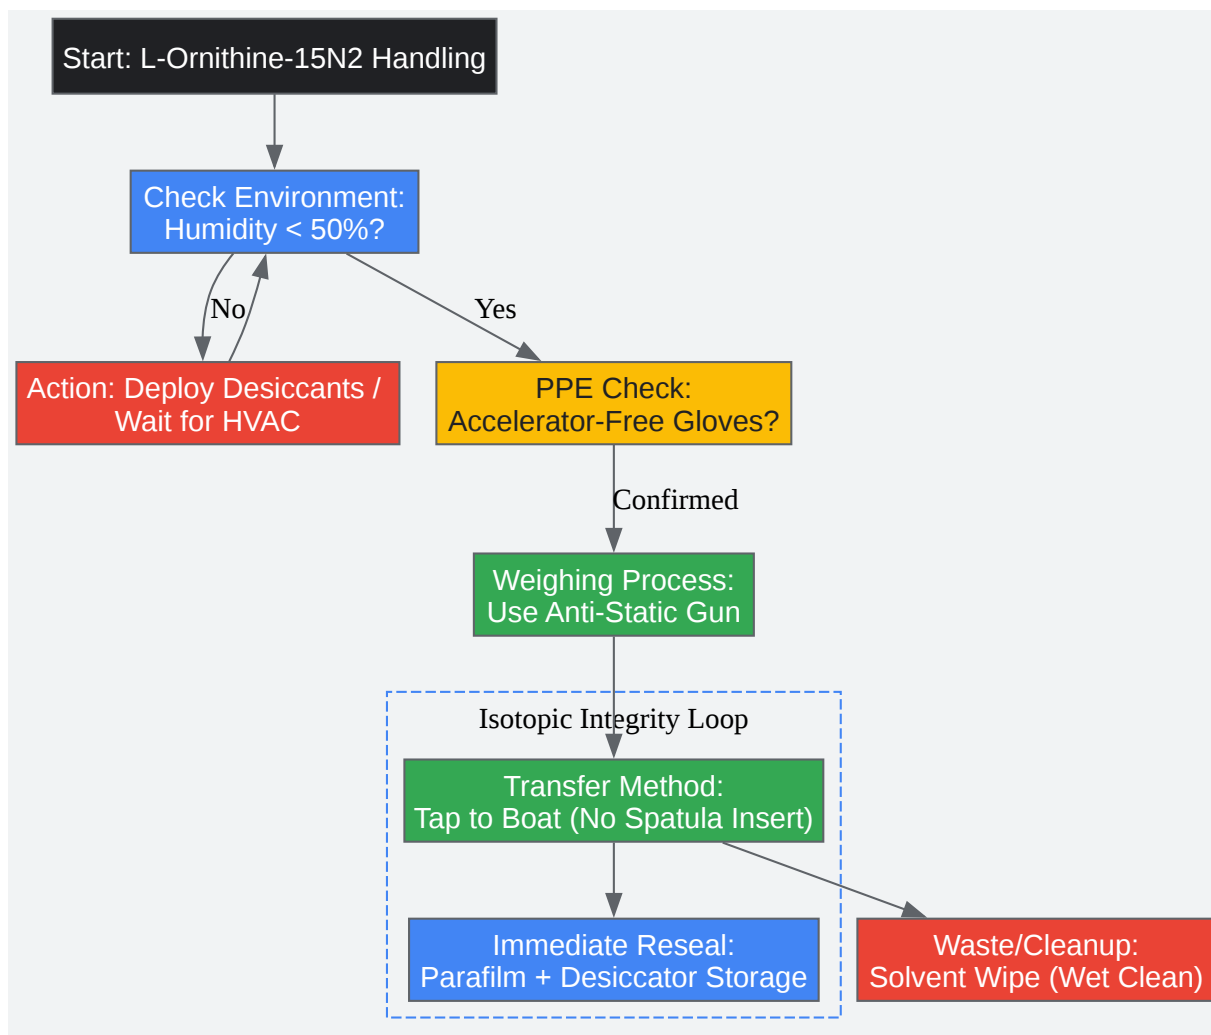 Start: L-Ornithine-15N2 Handling
Check Environment:
Humidity < 50%?
No
Yes
Action: Deploy Desiccants /
Wait for HVAC
PPE Check:
Accelerator-Free Gloves?
Confirmed
Weighing Process:
Use Anti-Static Gun
Isotopic Integrity Loop
Transfer Method:
Tap to Boat (No Spatula Insert)
Immediate Reseal:
Parafilm + Desiccator Storage
Waste/Cleanup:
Solvent Wipe (Wet Clean)